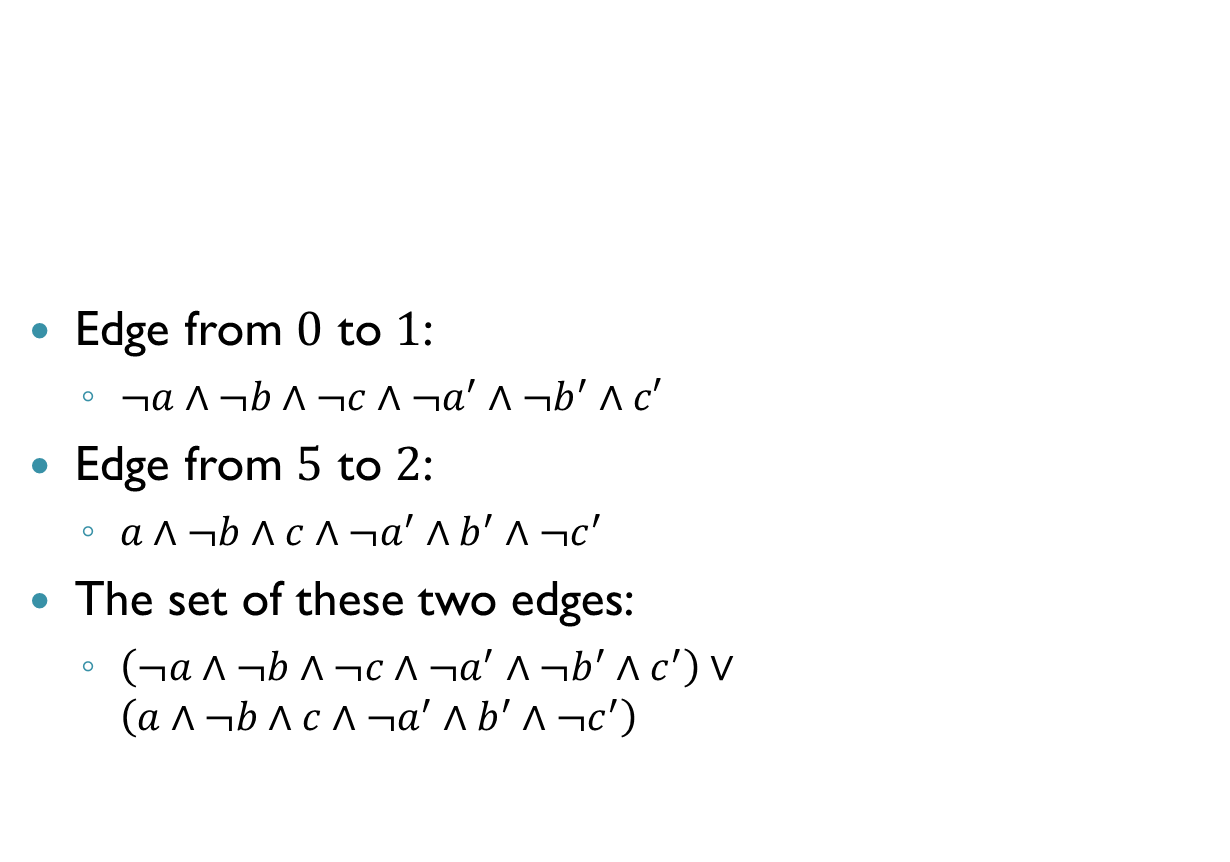 • Edge from 0 to 1:
◦ ¬a ∧ ¬b ∧ ¬c ∧ ¬a′ ∧ ¬b′ ∧ c′
• Edge from 5 to 2:
◦ a ∧ ¬b ∧ c ∧ ¬a′ ∧ b′ ∧ ¬c′
• The set of these two edges:
◦ (¬a ∧ ¬b ∧ ¬c ∧ ¬a′ ∧ ¬b′ ∧ c′) ∨
(a ∧ ¬b ∧ c ∧ ¬a′ ∧ b′ ∧ ¬c′)